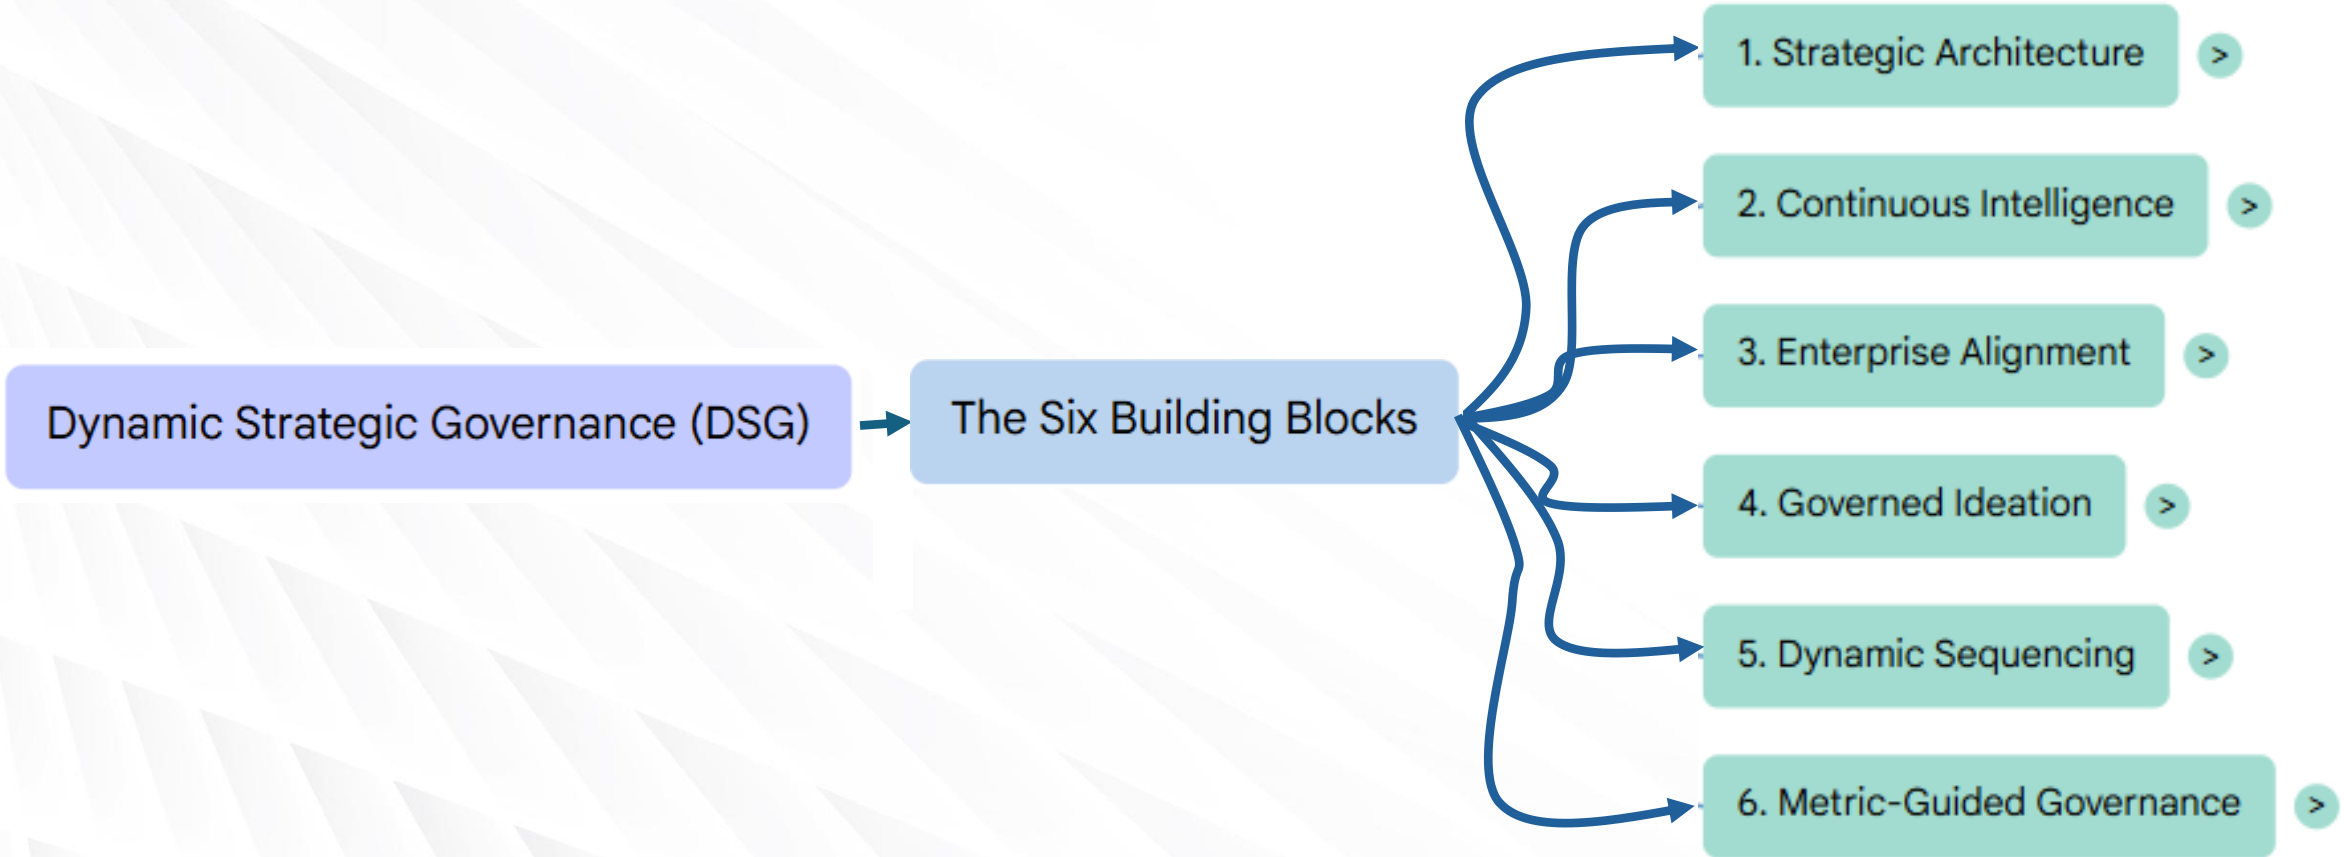 Dynamic Strategic Governance (DSG)
The Six Building Blocks
1. Strategic Architecture >
2. Continuous Intelligence >
3. Enterprise Alignment >
4. Governed Ideation >
5. Dynamic Sequencing >
6. Metric-Guided Governance >